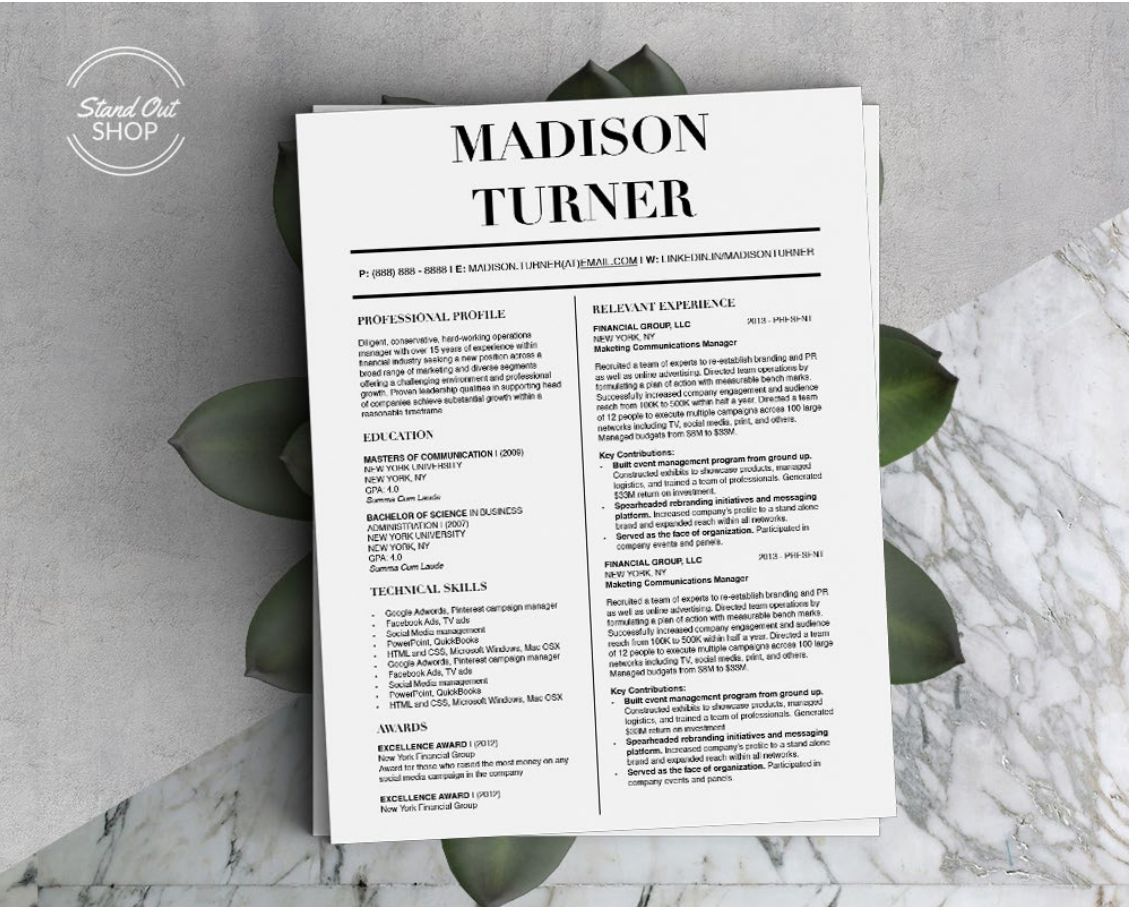 Stand Out
SHOP
MADISON
TURNER
P: (888) 888 - 8888 I E: MADISON.TURNER(AT)EMAIL.COM I W: LINKEDIN.IN/MADISONTURNER
PROFESSIONAL PROFILE
Diligent, conservative, hard-working operations
manager with over 15 years of experience within
financial industry seeking a new position across a
broad range of marketing and diverse segments
offering a challenging environment and professional
growth. Proven leadership qualities in supporting head
of companies achieve substantial growth within a
reasonable timeframe
EDUCATION
MASTERS OF COMMUNICATION I (2009)
NEW YORK UNIVERSITY
NEW YORK, NY
GPA: 4.0
Summa Cum Laude
BACHELOR OF SCIENCE IN BUSINESS
ADMINISTRATION I (2007)
NEW YORK UNIVERSITY
NEW YORK, NY
GPA: 4.0
Summa Cum Laude
TECHNICAL SKILLS
• Google Adwords, Pinterest campaign manager
• Facebook Ads, TV ads
• Social Media management
• PowerPoint, QuickBooks
• HTML and CSS, Microsoft Windows, Mac OSX
• Google Adwords, Pinterest campaign manager
• Facebook Ads, TV ads
• Social Media management
• PowerPoint, QuickBooks
• HTML and CSS, Microsoft Windows, Mac OSX
AWARDS
EXCELLENCE AWARD I (2012)
New York Financial Group
Award for those who raised the most money on any
social media campaign in the company
EXCELLENCE AWARD I (2012)
New York Financial Group
RELEVANT EXPERIENCE
FINANCIAL GROUP, LLC 2013 - PRESENT
NEW YORK, NY
Maketing Communications Manager
Recruited a team of experts to re-establish branding and PR
as well as online advertising. Directed team operations by
formulating a plan of action with measurable bench marks.
Successfully increased company engagement and audience
reach from 100K to 500K within half a year. Directed a team
of 12 people to execute multiple campaigns across 100 large
networks including TV, social media, print, and others.
Managed budgets from $8M to $33M.
Key Contributions:
• Built event management program from ground up.
Constructed exhibits to showcase products, managed
logistics, and trained a team of professionals. Generated
$33M return on investment.
• Spearheaded rebranding initiatives and messaging
platform. Increased company's profile to a stand alone
brand and expanded reach within all networks.
• Served as the face of organization. Participated in
company events and panels.
FINANCIAL GROUP, LLC 2013 - PRESENT
NEW YORK, NY
Maketing Communications Manager
Recruited a team of experts to re-establish branding and PR
as well as online advertising. Directed team operations by
formulating a plan of action with measurable bench marks.
Successfully increased company engagement and audience
reach from 100K to 500K within half a year. Directed a team
of 12 people to execute multiple campaigns across 100 large
networks including TV, social media, print, and others.
Managed budgets from $8M to $33M.
Key Contributions:
• Built event management program from ground up.
Constructed exhibits to showcase products, managed
logistics, and trained a team of professionals. Generated
$33M return on investment
• Spearheaded rebranding initiatives and messaging
platform. Increased company's profile to a stand alone
brand and expanded reach within all networks.
• Served as the face of organization. Participated in
company events and panels